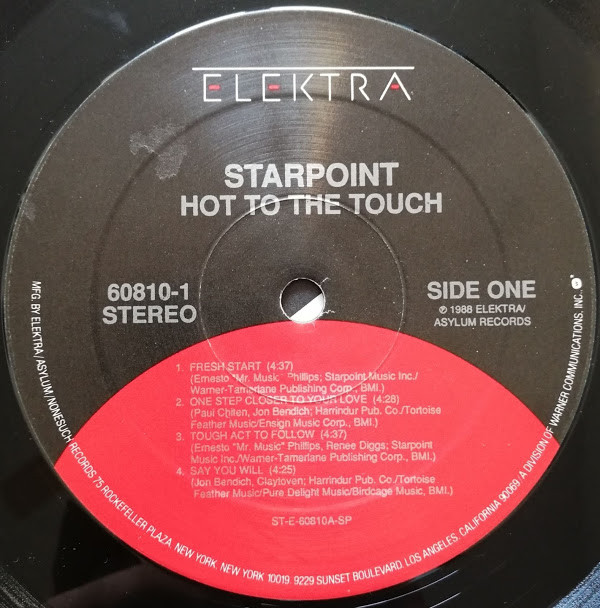 ELEKTRA
STARPOINT
HOT TO THE TOUCH
60810-1
STEREO
SIDE ONE
℗ 1988 ELEKTRA/
ASYLUM RECORDS
1. FRESH START (4:37)
(Ernesto "Mr. Music" Phillips; Starpoint Music Inc./
Warner-Tamerlane Publishing Corp., BMI.)
2. ONE STEP CLOSER TO YOUR LOVE (4:28)
(Paul Chiten, Jon Bendich; Harrindur Pub. Co./Tortoise
Feather Music/Ensign Music Corp., BMI.)
3. TOUGH ACT TO FOLLOW (4:37)
(Ernesto "Mr. Music" Phillips, Renee Diggs; Starpoint
Music Inc./Warner-Tamerlane Publishing Corp., BMI.)
4. SAY YOU WILL (4:25)
(Jon Bendich, Claytoven; Harrindur Pub. Co./Tortoise
Feather Music/Pure Delight Music/Birdcage Music, BMI.)
ST-E-60810A-SP
MFG. BY ELEKTRA/ASYLUM/NONESUCH RECORDS 75 ROCKEFELLER PLAZA, NEW YORK, NEW YORK 10019. 9229 SUNSET BOULEVARD, LOS ANGELES, CALIFORNIA 90069. A DIVISION OF WARNER COMMUNICATIONS, INC.